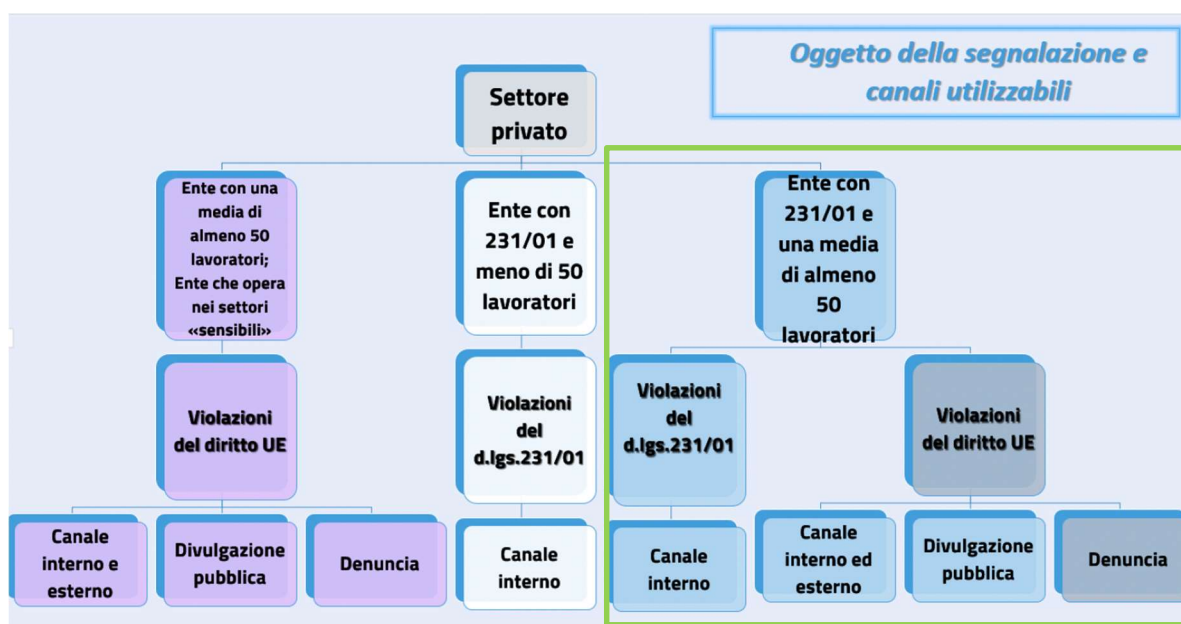 Oggetto della segnalazione e
canali utilizzabili
Settore
privato
Ente con una
media di
almeno 50
lavoratori;
Ente che opera
nei settori
«sensibili»
Ente con
231/01 e
meno di 50
lavoratori
Ente con
231/01 e
una media
di almeno
50
lavoratori
Violazioni
del diritto UE
Violazioni
del
d.lgs.231/01
Violazioni
del
d.lgs.231/01
Violazioni
del diritto UE
Canale
interno e
esterno
Divulgazione
pubblica
Denuncia
Canale
interno
Canale
interno
Canale
interno ed
esterno
Divulgazione
pubblica
Denuncia